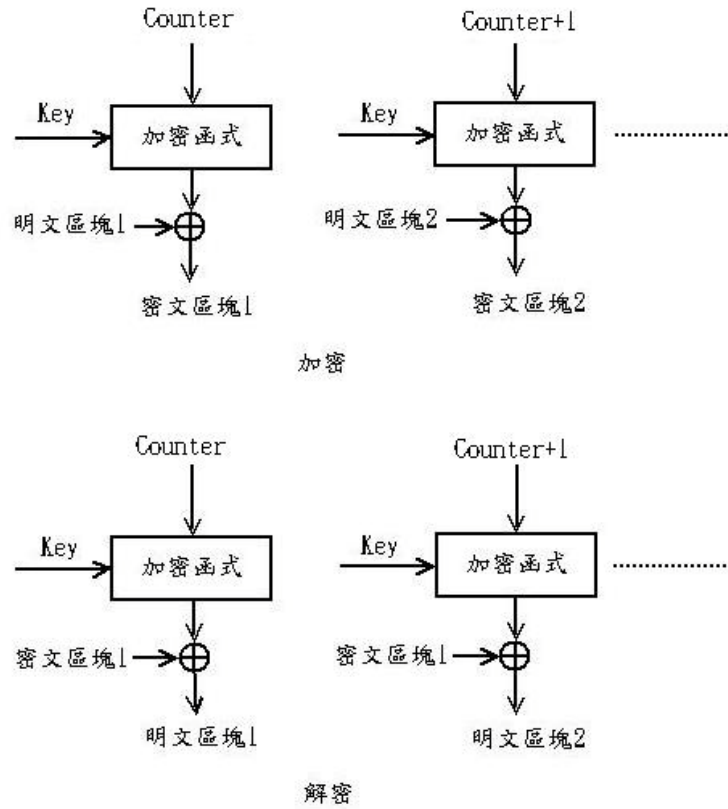 Counter
Counter+1
Key
加密函式
Key
加密函式
明文區塊1
明文區塊2
密文區塊1
密文區塊2
加密
Counter
Counter+1
Key
加密函式
Key
加密函式
密文區塊1
密文區塊1
明文區塊1
明文區塊2
解密